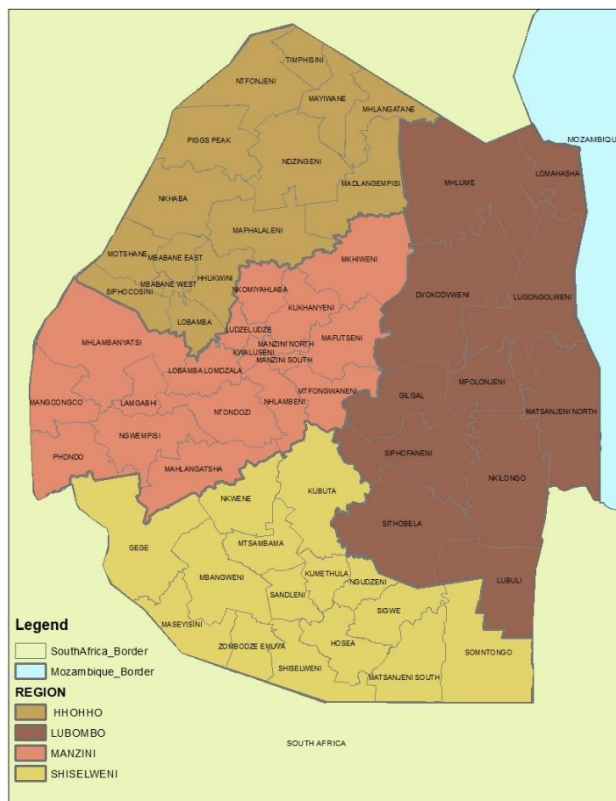 TIMPHISINI
NTFONJENI
MAYIWANE
MHLANGATANE
PIGGS PEAK
MOZAMBIQU
NDZINGENI
MHLUME
LOMAHASHA
MADLANGEMPISI
NKHABA
MAPHALALENI
MOTSHANE
MBABANE EAST
MKHIWENI
MBABANE WEST
HHUKWINI
SIPHOCOSINI
NKOMIYAHLABA
DVOKODVWENI
LUGONGOLWENI
KUKHANYENI
LOBAMBA
LUDZELUDZE
MHLAMBANYATSI
MANZINI NORTH
MAFUTSENI
KWALUSENI
MANZINI SOUTH
LOBAMBA LOMDZALA
MPOLONJENI
MTFONGWANENI
GILGAL
MANGCONGCO
LAMGABHI
NHLAMBENI
NTONDOZI
MATSANJENI NORTH
NGWEMPISI
SIPHOFANENI
PHONDO
MAHLANGATSHA
NKILONGO
NKWENE
KUBUTA
SITHOBELA
MTSAMBAMA
GEGE
KUMETHULA
MBANGWENI
NGUDZENI
LUBULI
SANDLENI
SIGWE
MASEYISINI
HOSEA
ZOMBODZE EMUVA
SOMNTONGO
SHISELWENI
MATSANJENI SOUTH
SOUTH AFRICA
Legend
SouthAfrica_Border
Mozambique_Border
REGION
HHOHHO
LUBOMBO
MANZINI
SHISELWENI